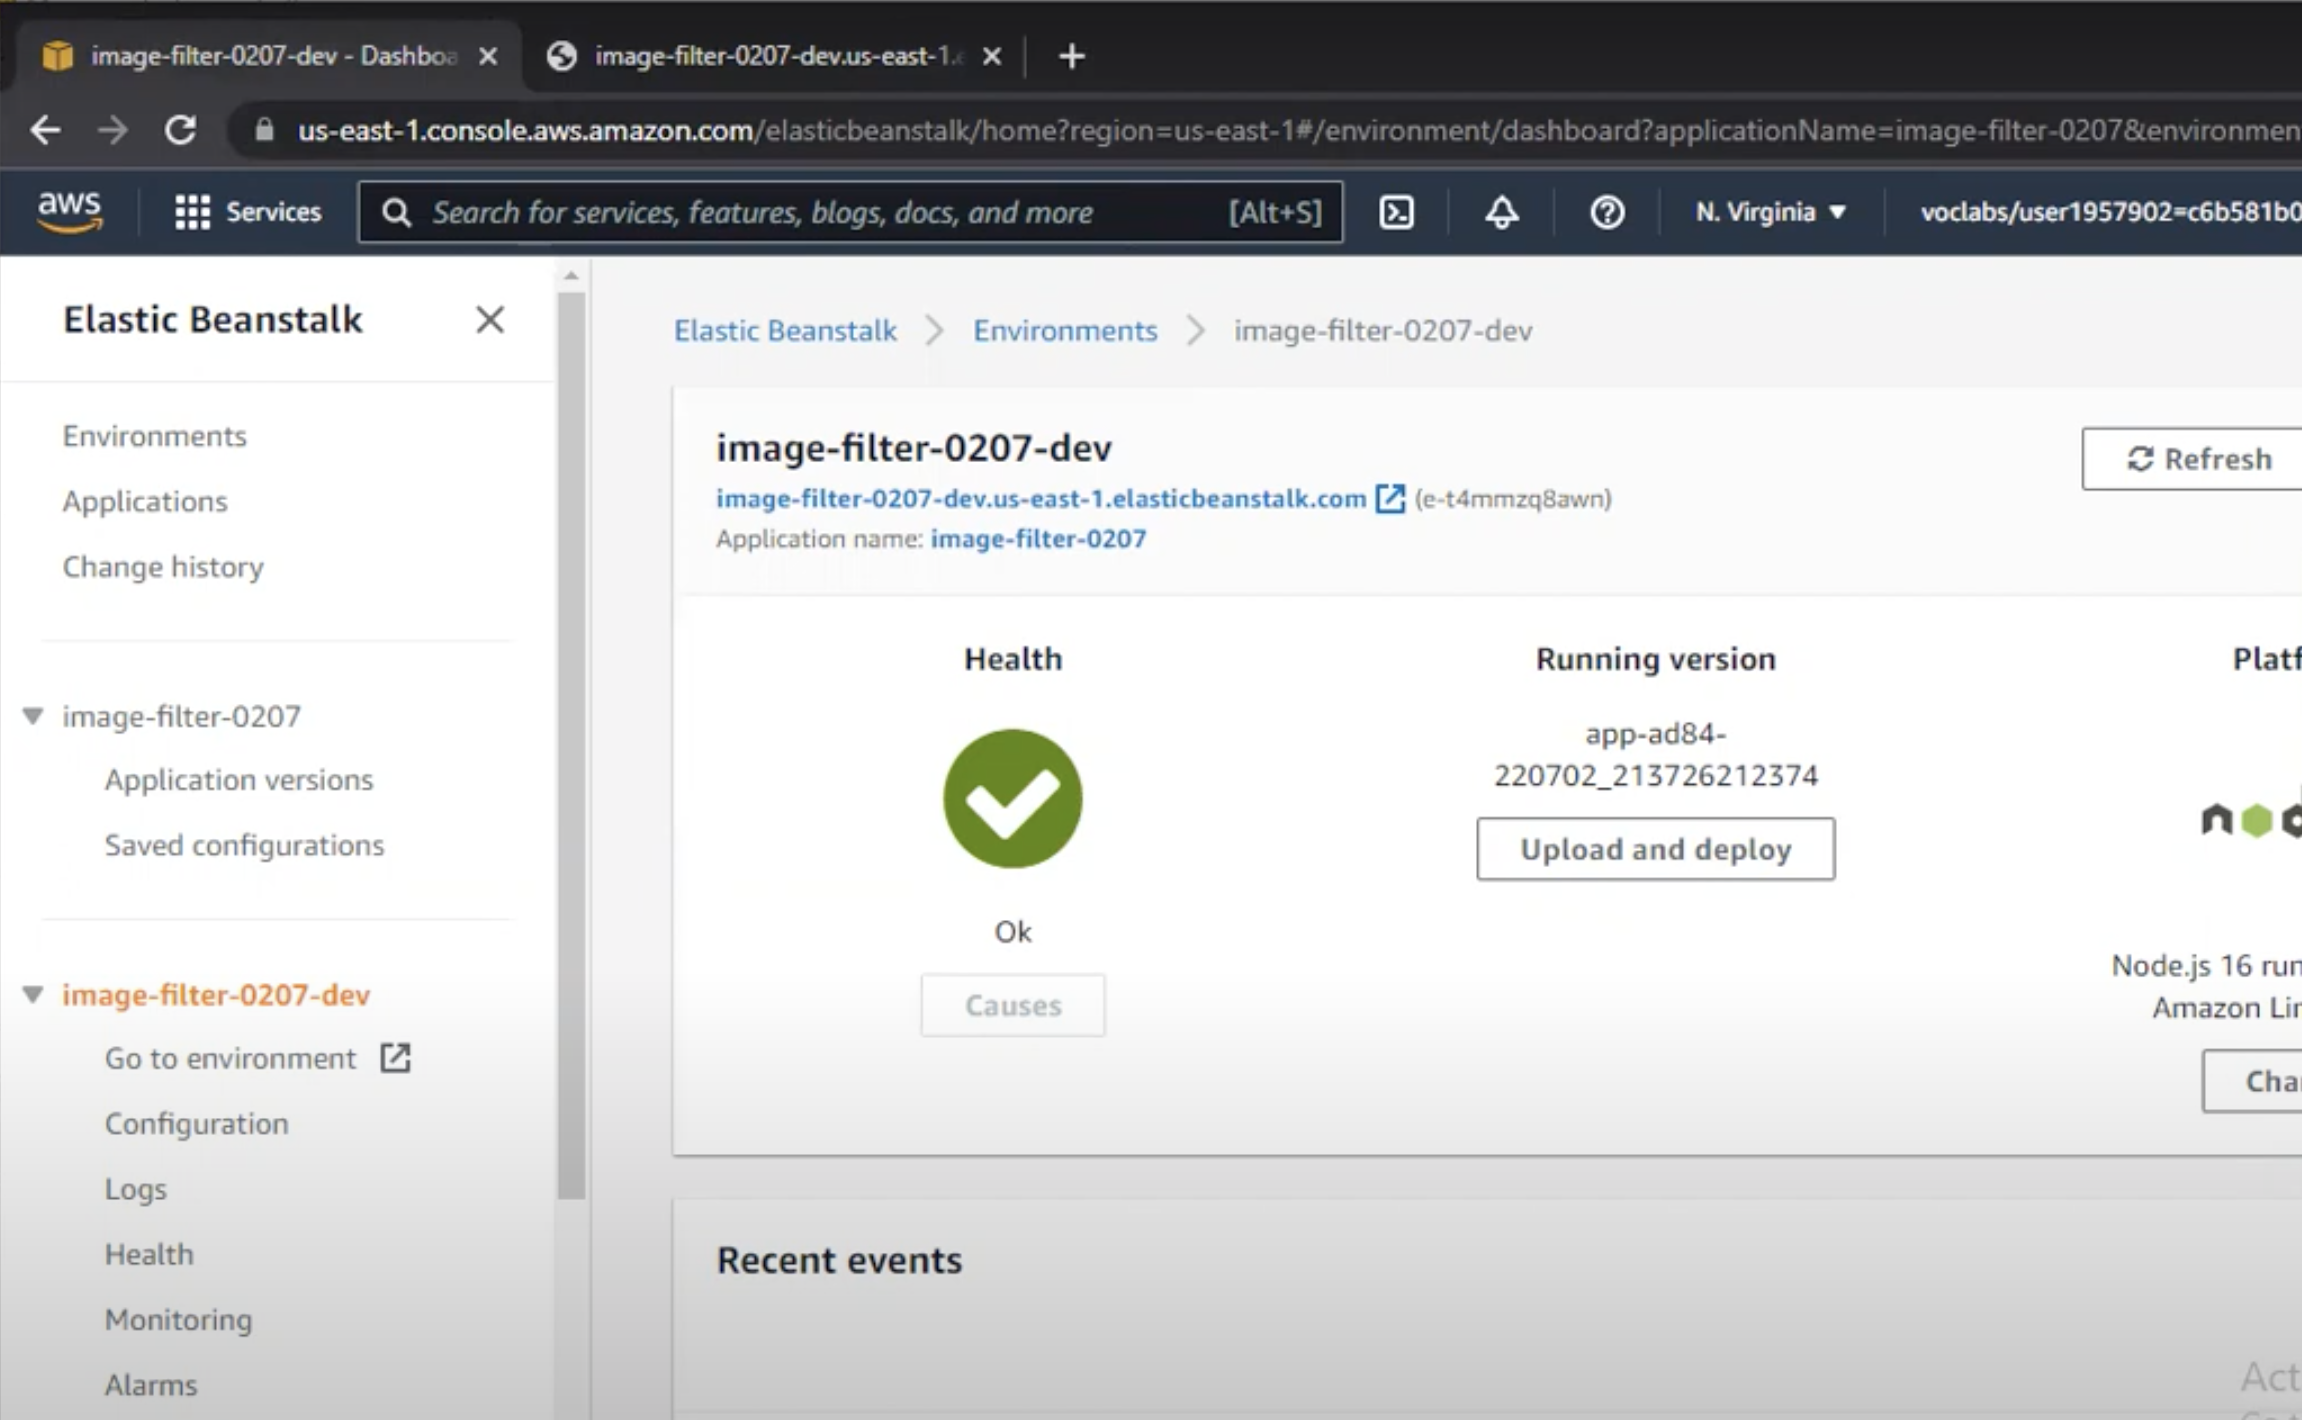 image-filter-0207-dev - Dashboa
image-filter-0207-dev.us-east-1.
us-east-1.console.aws.amazon.com/elasticbeanstalk/home?region=us-east-1#/environment/dashboard?applicationName=image-filter-0207&environmen
aws
Services
Search for services, features, blogs, docs, and more
[Alt+S]
N. Virginia
voclabs/user1957902=c6b581b0
Elastic Beanstalk
Environments
Applications
Change history
image-filter-0207
Application versions
Saved configurations
image-filter-0207-dev
Go to environment
Configuration
Logs
Health
Monitoring
Alarms
Elastic Beanstalk
Environments
image-filter-0207-dev
image-filter-0207-dev
image-filter-0207-dev.us-east-1.elasticbeanstalk.com (e-t4mmzq8awn)
Application name: image-filter-0207
Refresh
Health
Ok
Causes
Running version
app-ad84-
220702_213726212374
Upload and deploy
Platf
Node.js 16 run
Amazon Lin
Cha
Recent events
Act